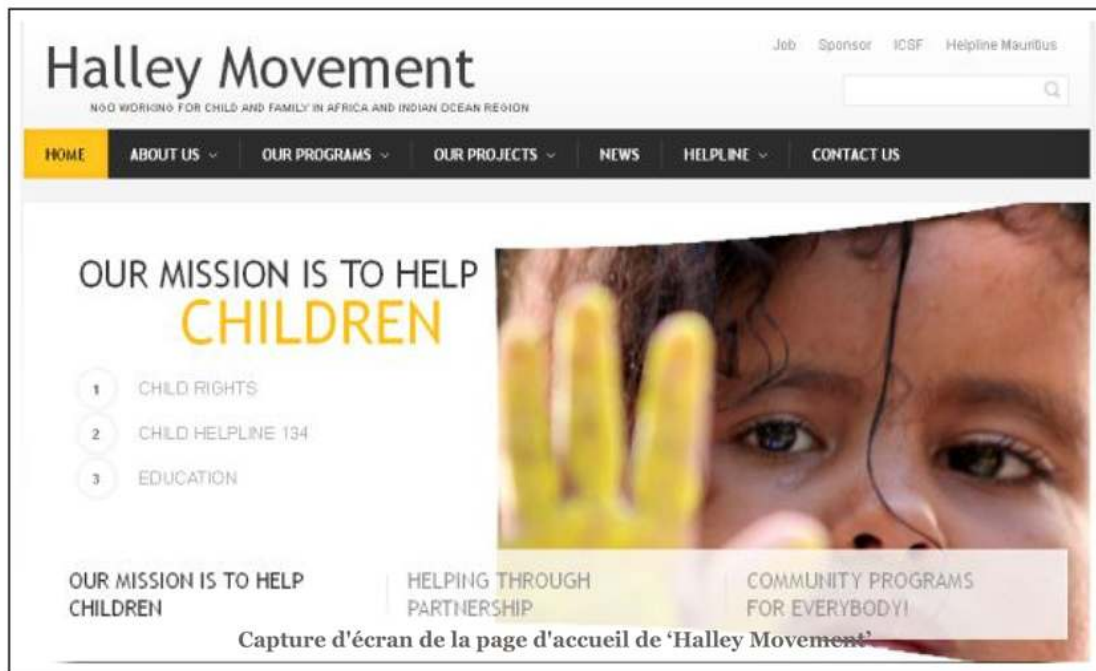 Halley Movement
NGO WORKING FOR CHILD AND FAMILY IN AFRICA AND INDIAN OCEAN REGION
Job Sponsor ICSF Helpline Mauritius
HOME ABOUT US OUR PROGRAMS OUR PROJECTS NEWS HELPLINE CONTACT US
OUR MISSION IS TO HELP
CHILDREN
1 CHILD RIGHTS
2 CHILD HELPLINE 134
3 EDUCATION
OUR MISSION IS TO HELP
CHILDREN
HELPING THROUGH
PARTNERSHIP
COMMUNITY PROGRAMS
FOR EVERYBODY!
Capture d'écran de la page d'accueil de ‘Halley Movement’